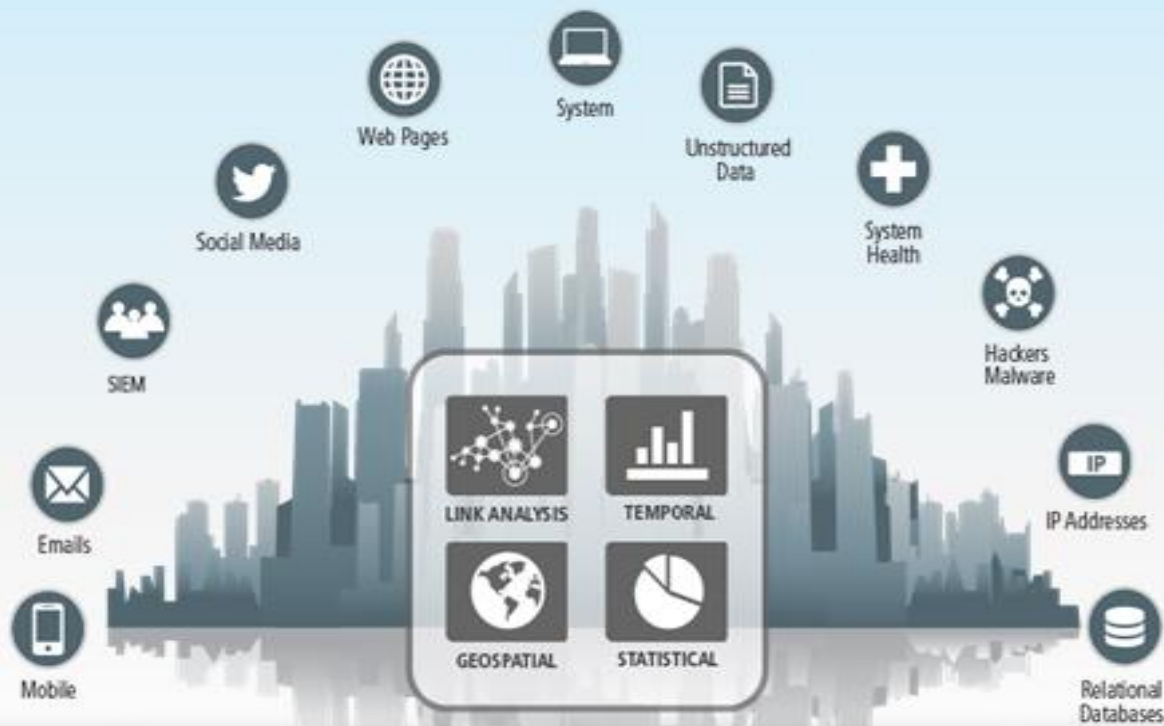 System
Web Pages
Unstructured
Data
Social Media
System
Health
SIEM
Hackers
Malware
LINK ANALYSIS
TEMPORAL
IP
IP Addresses
Emails
GEOSPATIAL
STATISTICAL
Mobile
Relational
Databases